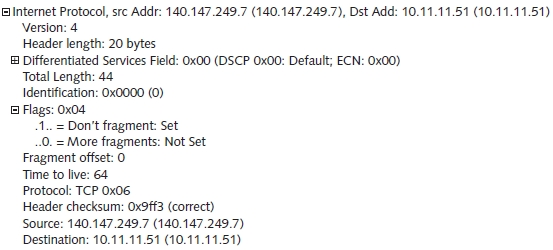 Internet Protocol, src Addr: 140.147.249.7 (140.147.249.7), Dst Add: 10.11.11.51 (10.11.11.51)
Version: 4
Header length: 20 bytes
Differentiated Services Field: 0x00 (DSCP 0x00: Default; ECN: 0x00)
Total Length: 44
Identification: 0x0000 (0)
Flags: 0x04
.1.. = Don't fragment: Set
..0. = More fragments: Not Set
Fragment offset: 0
Time to live: 64
Protocol: TCP 0x06
Header checksum: 0x9ff3 (correct)
Source: 140.147.249.7 (140.147.249.7)
Destination: 10.11.11.51 (10.11.11.51)